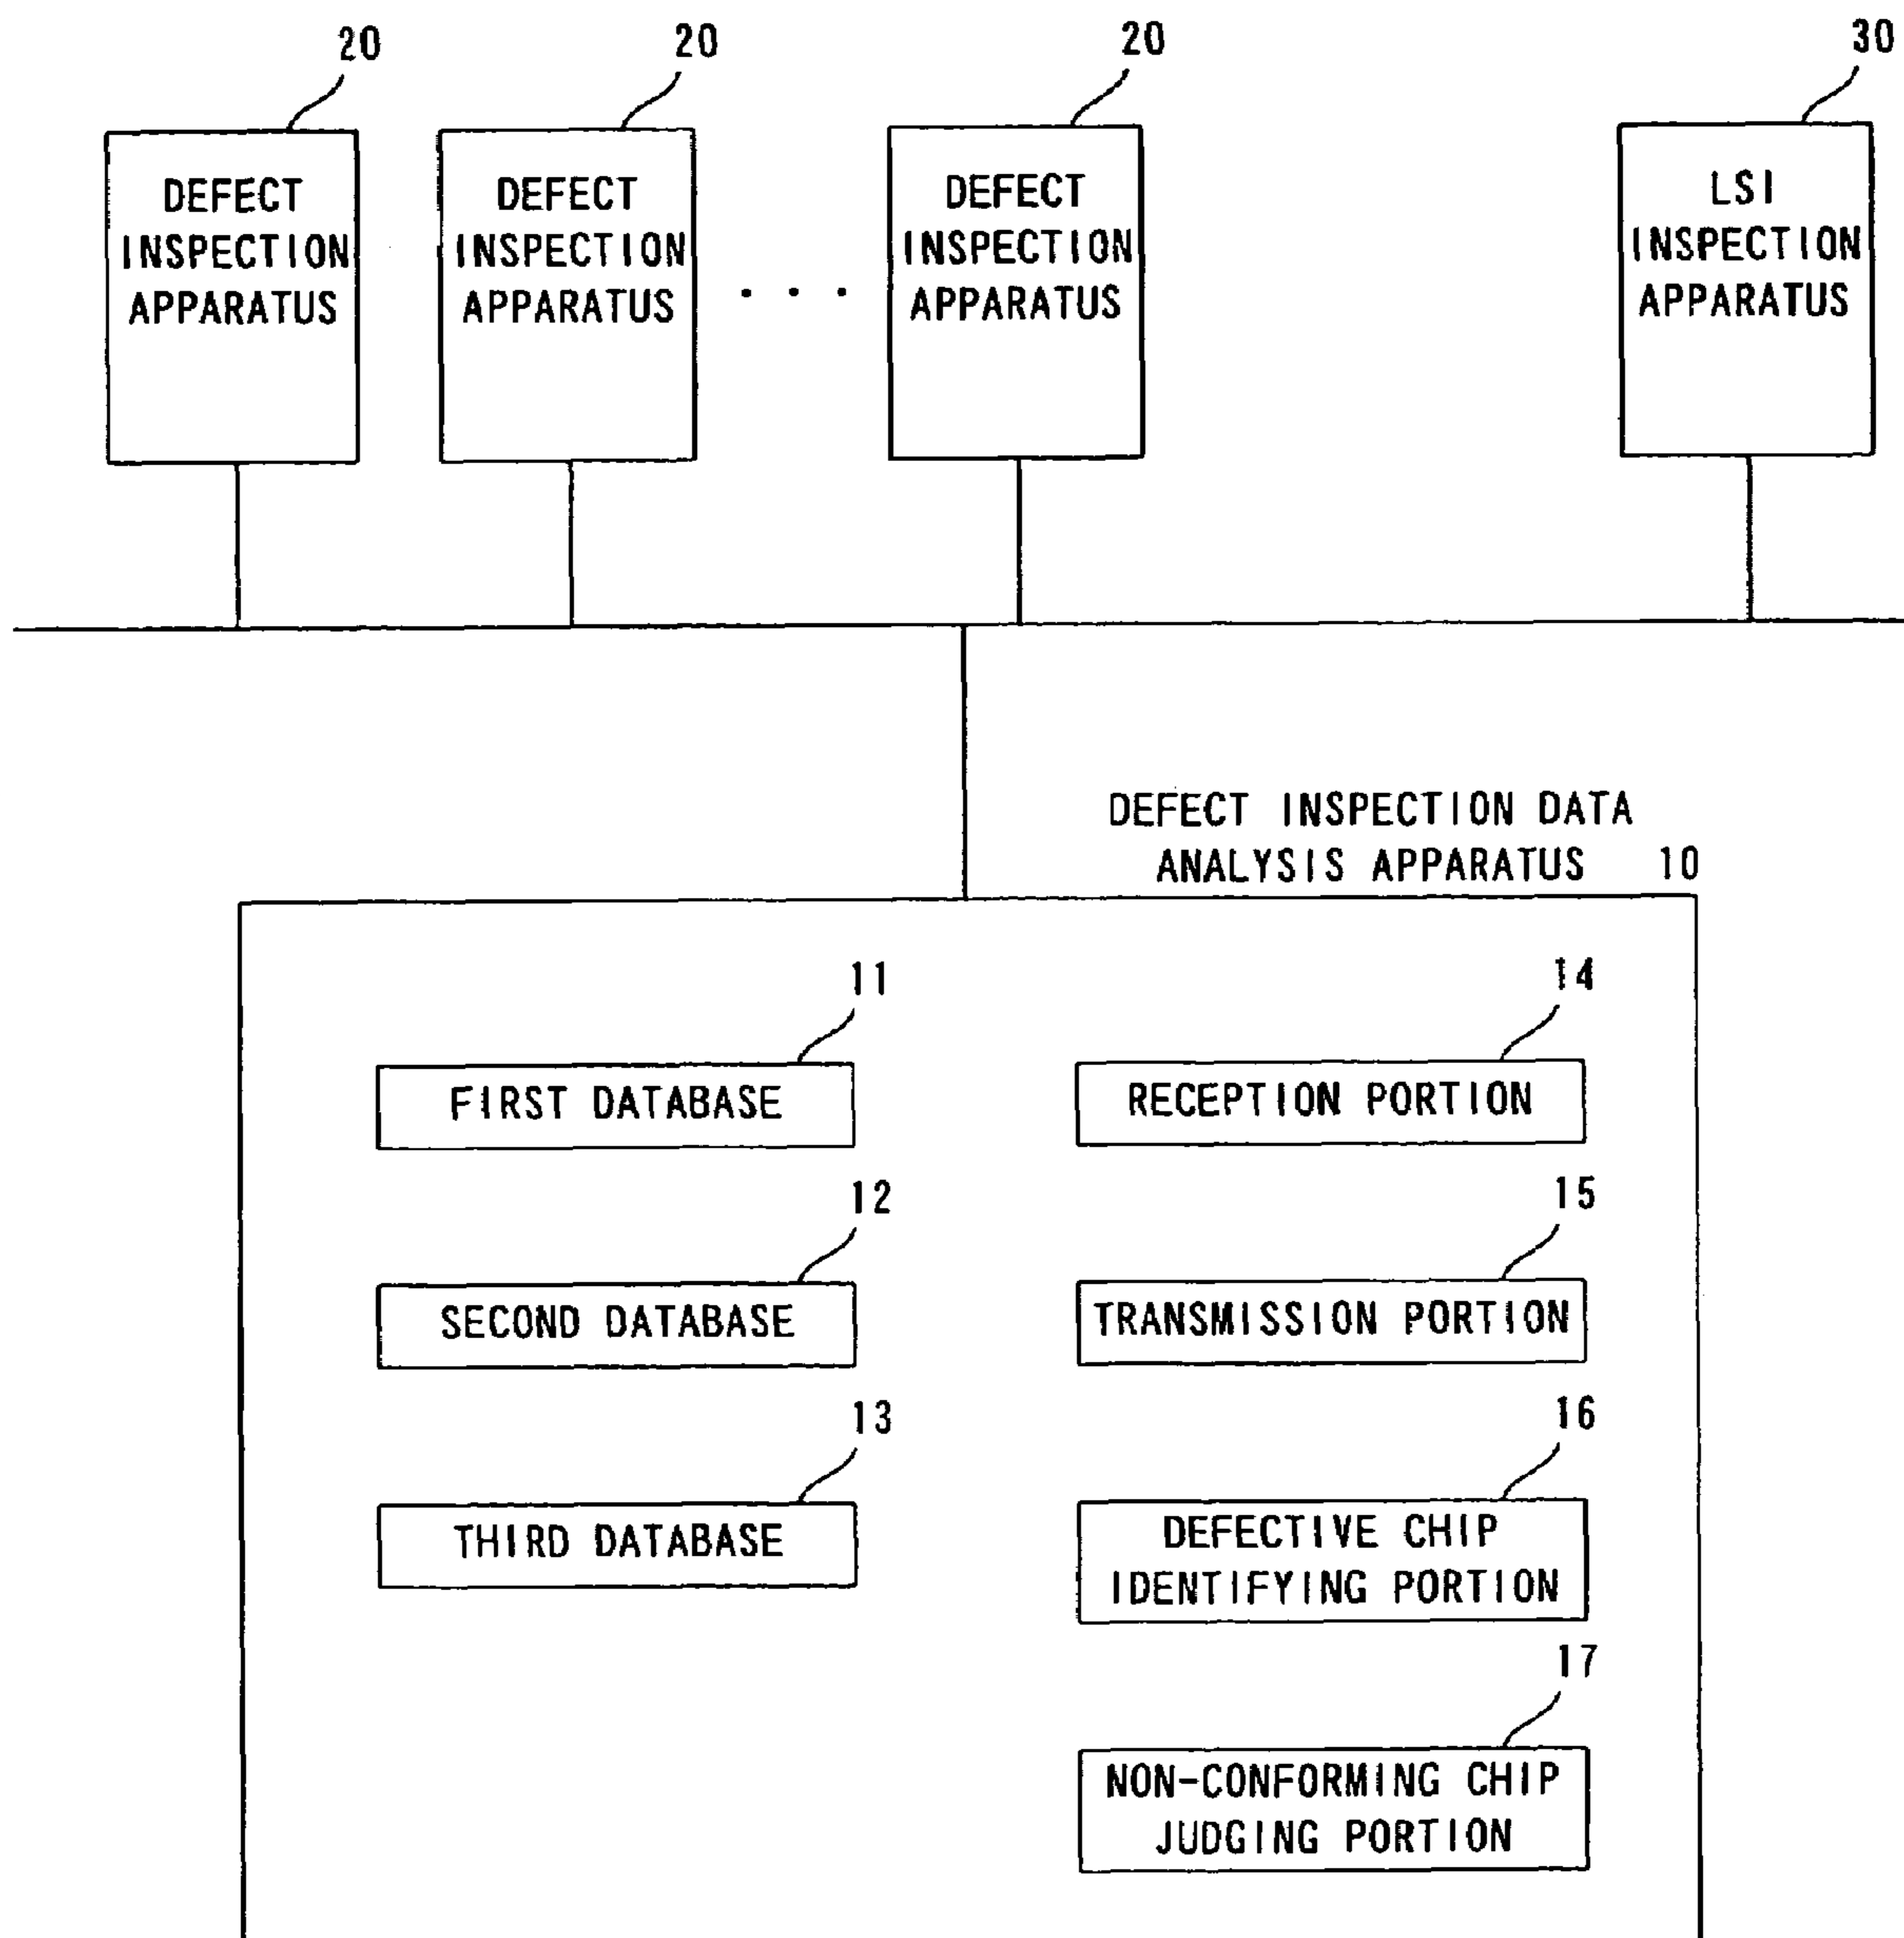 20
20
20
30
DEFECT
INSPECTION
APPARATUS
DEFECT
INSPECTION
APPARATUS
. . .
DEFECT
INSPECTION
APPARATUS
LSI
INSPECTION
APPARATUS
DEFECT INSPECTION DATA
ANALYSIS APPARATUS 10
11
FIRST DATABASE
14
RECEPTION PORTION
12
SECOND DATABASE
15
TRANSMISSION PORTION
13
THIRD DATABASE
16
DEFECTIVE CHIP
IDENTIFYING PORTION
17
NON-CONFORMING CHIP
JUDGING PORTION